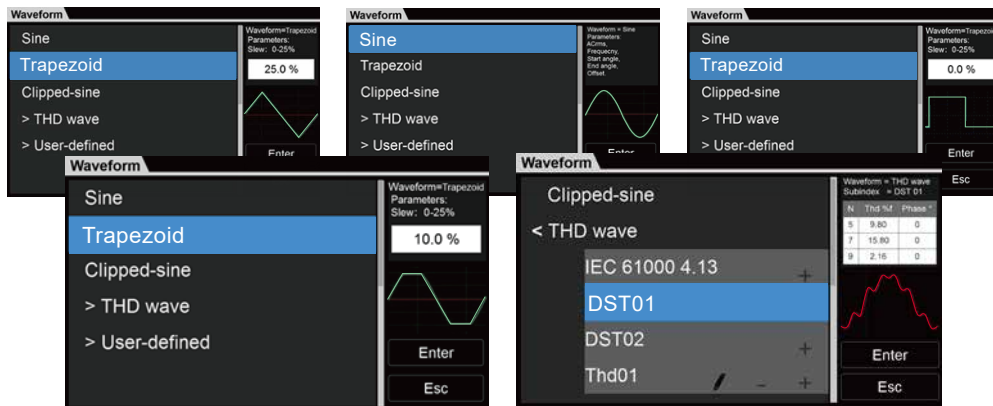 Waveform
Sine
Trapezoid
Clipped-sine
> THD wave
> User-defined
Waveform=Trapezoid
Parameters:
Slew: 0-25%
25.0 %
Enter
Waveform
Sine
Trapezoid
Clipped-sine
> THD wave
> User-defined
Waveform = Sine
Parameters:
ACrms,
Frequecny,
Start angle,
End angle,
Offset.
Enter
Waveform
Sine
Trapezoid
Clipped-sine
> THD wave
> User-defined
Waveform=Trapezoid
Parameters:
Slew: 0-25%
0.0 %
Enter
Esc
Waveform
Sine
Trapezoid
Clipped-sine
> THD wave
> User-defined
Waveform=Trapezoid
Parameters:
Slew: 0-25%
10.0 %
Enter
Esc
Waveform
Clipped-sine
< THD wave
IEC 61000 4.13 +
DST01
DST02 +
Thd01 - +
Waveform = THD wave
Subindex = DST 01
N Thd %f Phase °
5 9.80 0
7 15.80 0
9 2.16 0
Enter
Esc